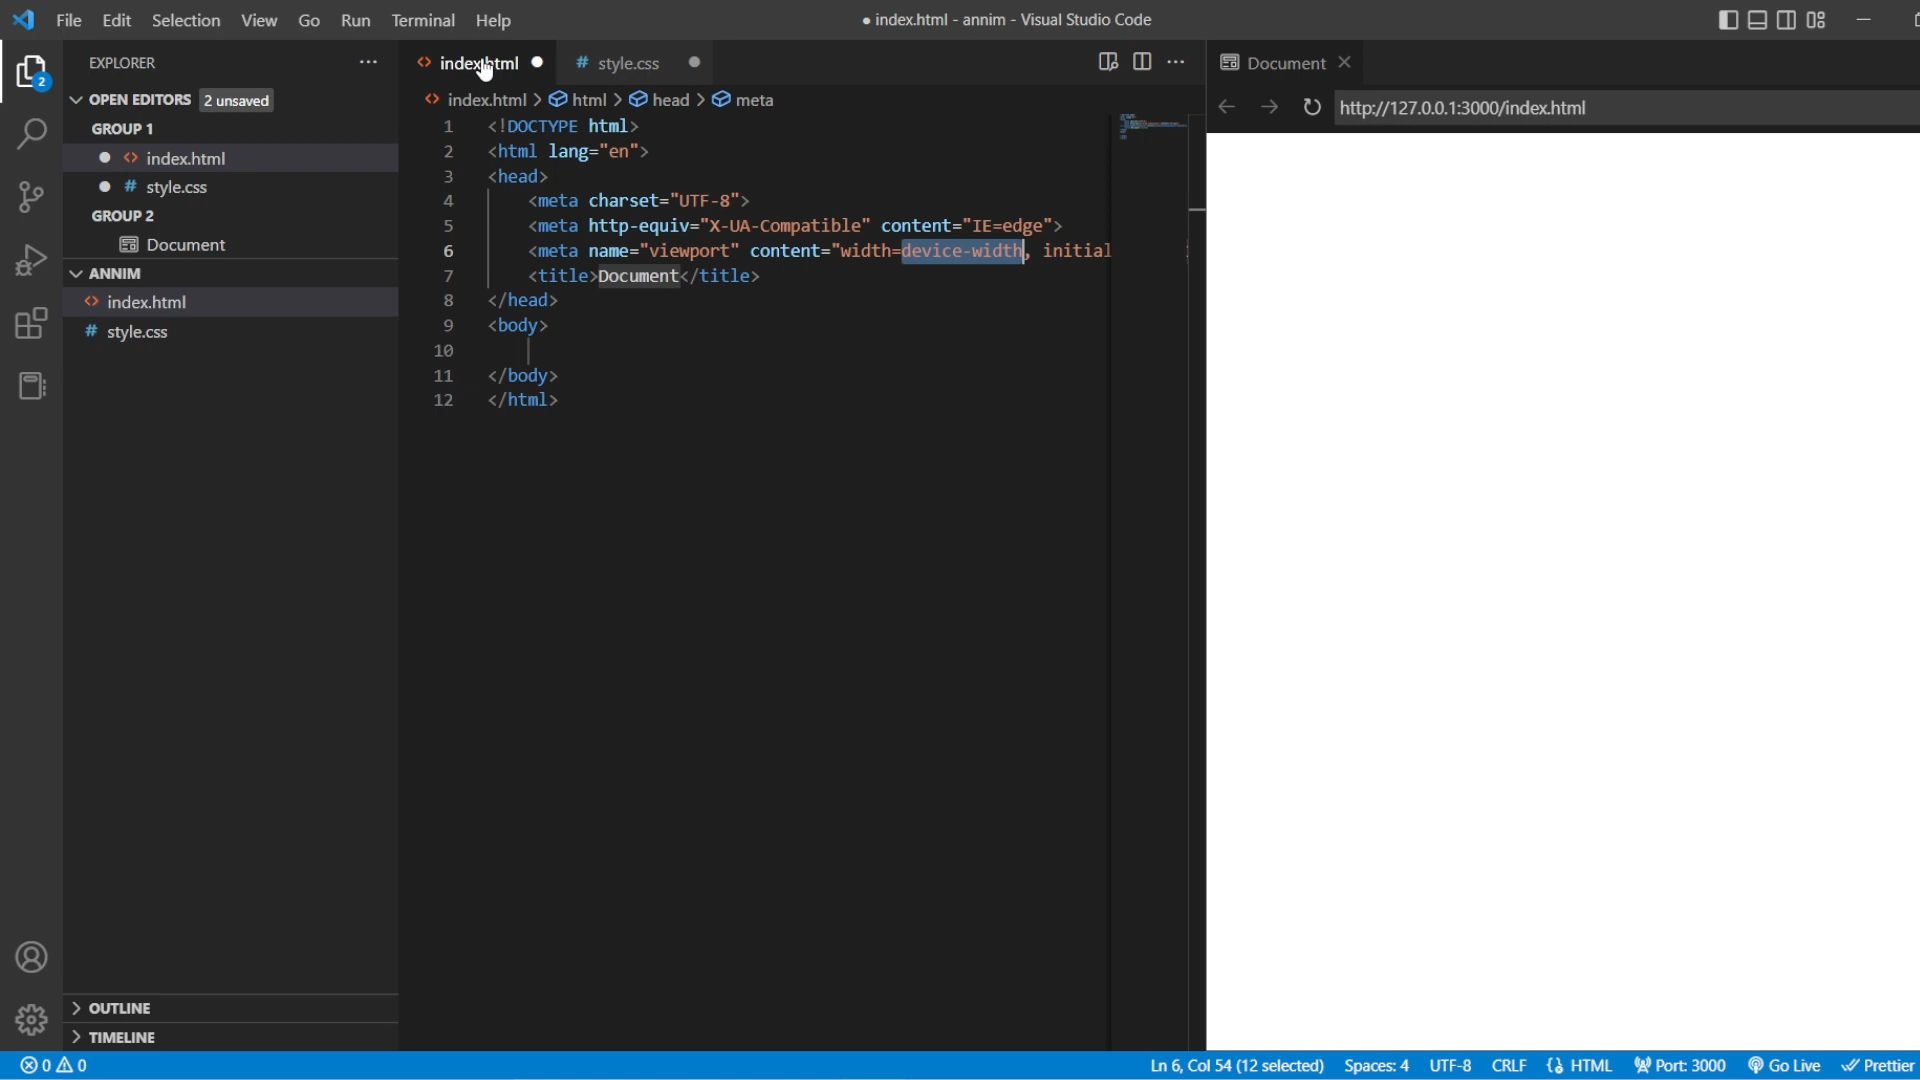 File Edit Selection View Go Run Terminal Help
● index.html - annim - Visual Studio Code
EXPLORER
OPEN EDITORS 2 unsaved
GROUP 1
index.html
style.css
GROUP 2
Document
ANNIM
index.html
style.css
OUTLINE
TIMELINE
2
index.html
style.css
index.html > html > head > meta
1 <!DOCTYPE html>
2 <html lang="en">
3 <head>
4 <meta charset="UTF-8">
5 <meta http-equiv="X-UA-Compatible" content="IE=edge">
6 <meta name="viewport" content="width=device-width, initial
7 <title>Document</title>
8 </head>
9 <body>
10
11 </body>
12 </html>
Document
http://127.0.0.1:3000/index.html
0 0
Ln 6, Col 54 (12 selected) Spaces: 4 UTF-8 CRLF HTML Port: 3000 Go Live Prettier